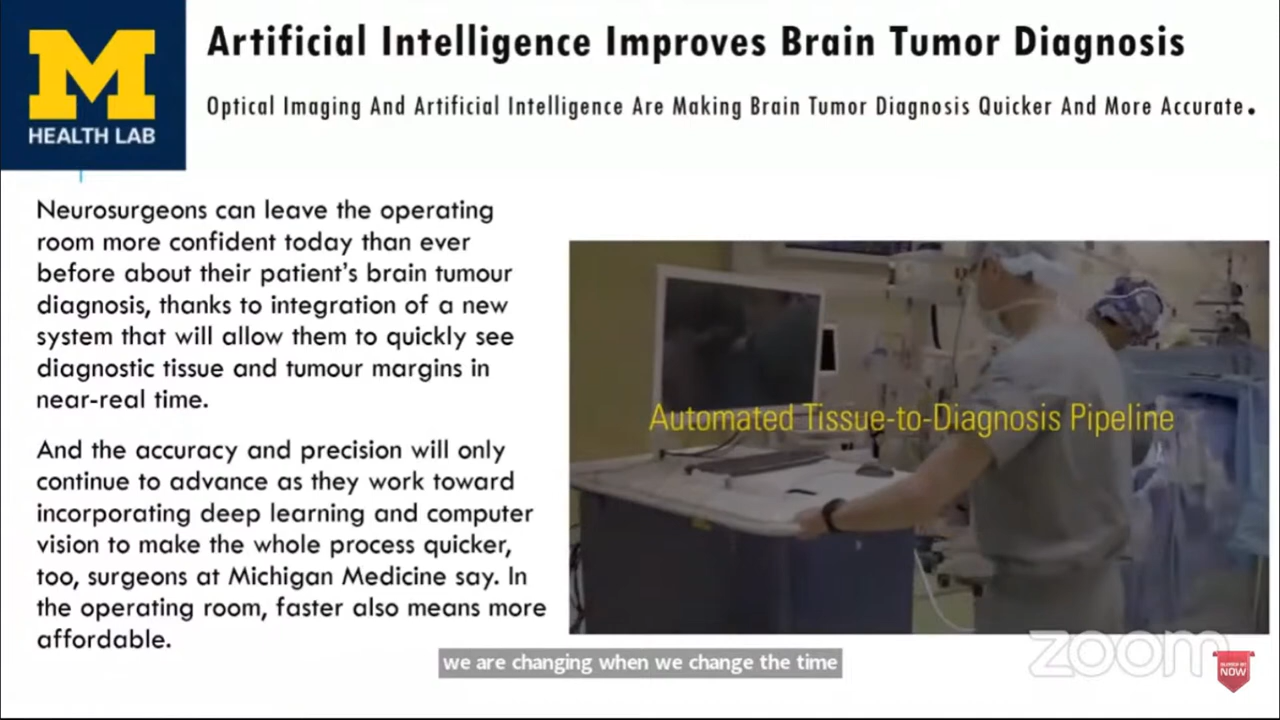 M
HEALTH LAB
Artificial Intelligence Improves Brain Tumor Diagnosis
Optical Imaging And Artificial Intelligence Are Making Brain Tumor Diagnosis Quicker And More Accurate.
Neurosurgeons can leave the operating
room more confident today than ever
before about their patient's brain tumour
diagnosis, thanks to integration of a new
system that will allow them to quickly see
diagnostic tissue and tumour margins in
near-real time.
And the accuracy and precision will only
continue to advance as they work toward
incorporating deep learning and computer
vision to make the whole process quicker,
too, surgeons at Michigan Medicine say. In
the operating room, faster also means more
affordable.
Automated Tissue-to-Diagnosis Pipeline
we are changing when we change the time
zoom
NOW